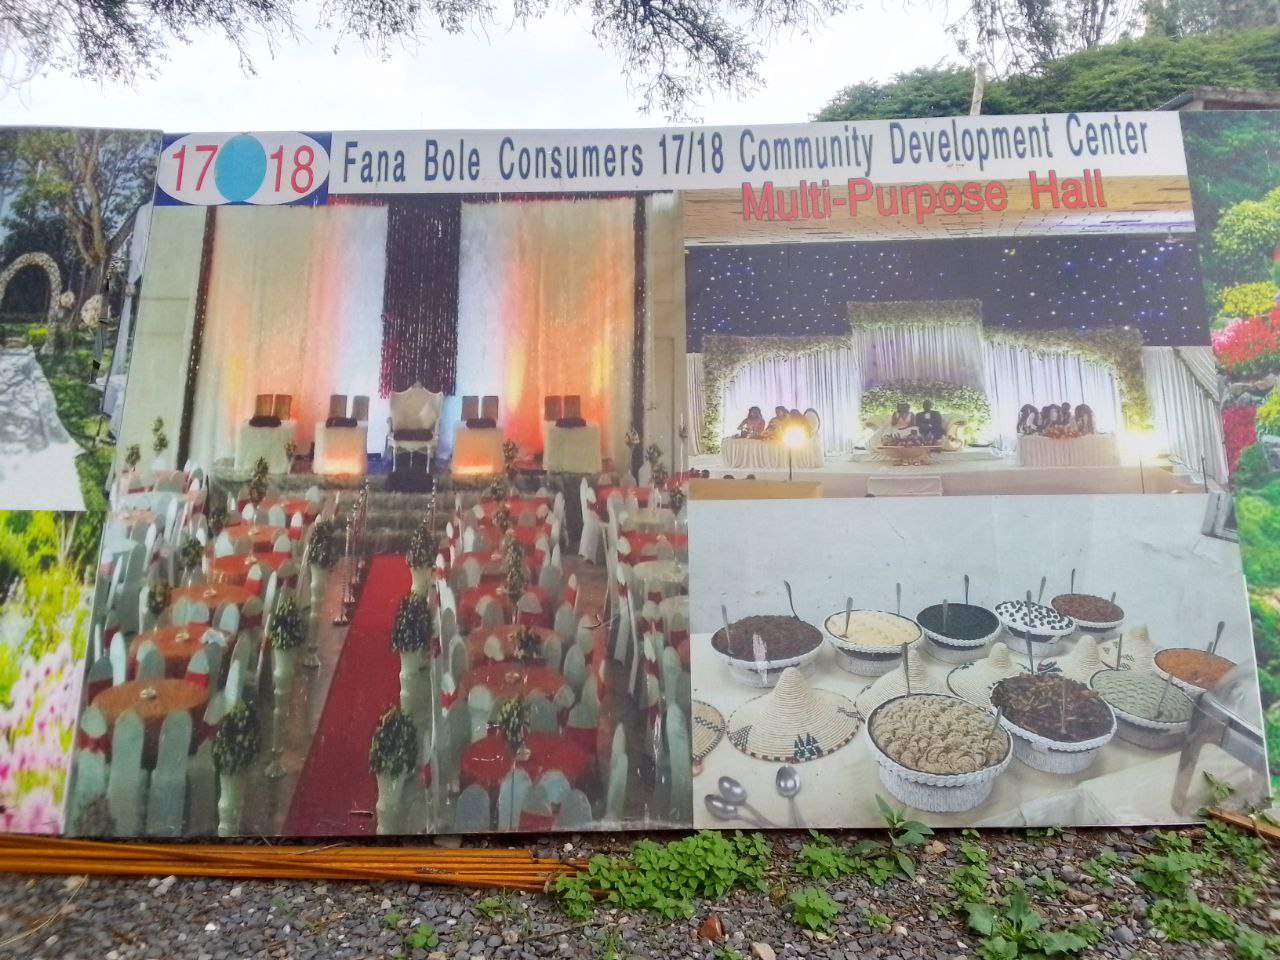 17 18 Fana Bole Consumers 17/18 Community Development Center
Multi-Purpose Hall